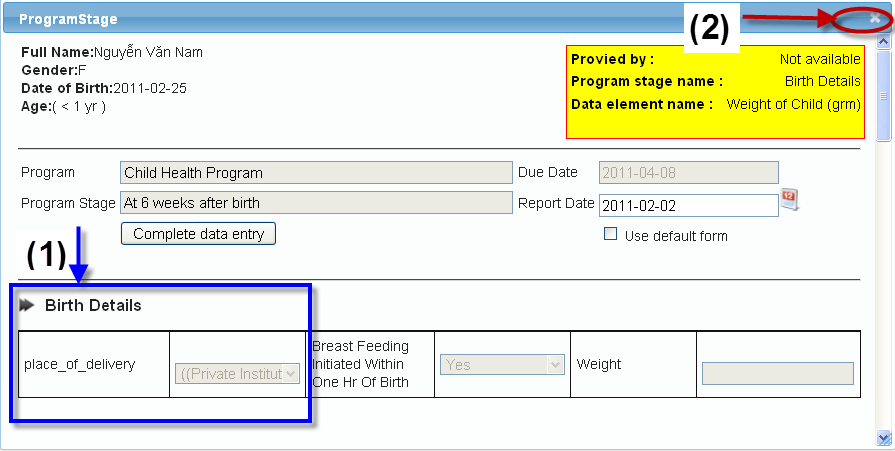 ProgramStage
(2)
Full Name:Nguyễn Văn Nam
Gender:F
Date of Birth:2011-02-25
Age:( < 1 yr )
Provied by : Not available
Program stage name : Birth Details
Data element name : Weight of Child (grm)
Program Child Health Program Due Date 2011-04-08
Program Stage At 6 weeks after birth Report Date 2011-02-02
12
Complete data entry Use default form
(1)
Birth Details
place_of_delivery ((Private Institut
Breast Feeding
Initiated Within
One Hr Of Birth
Yes
Weight